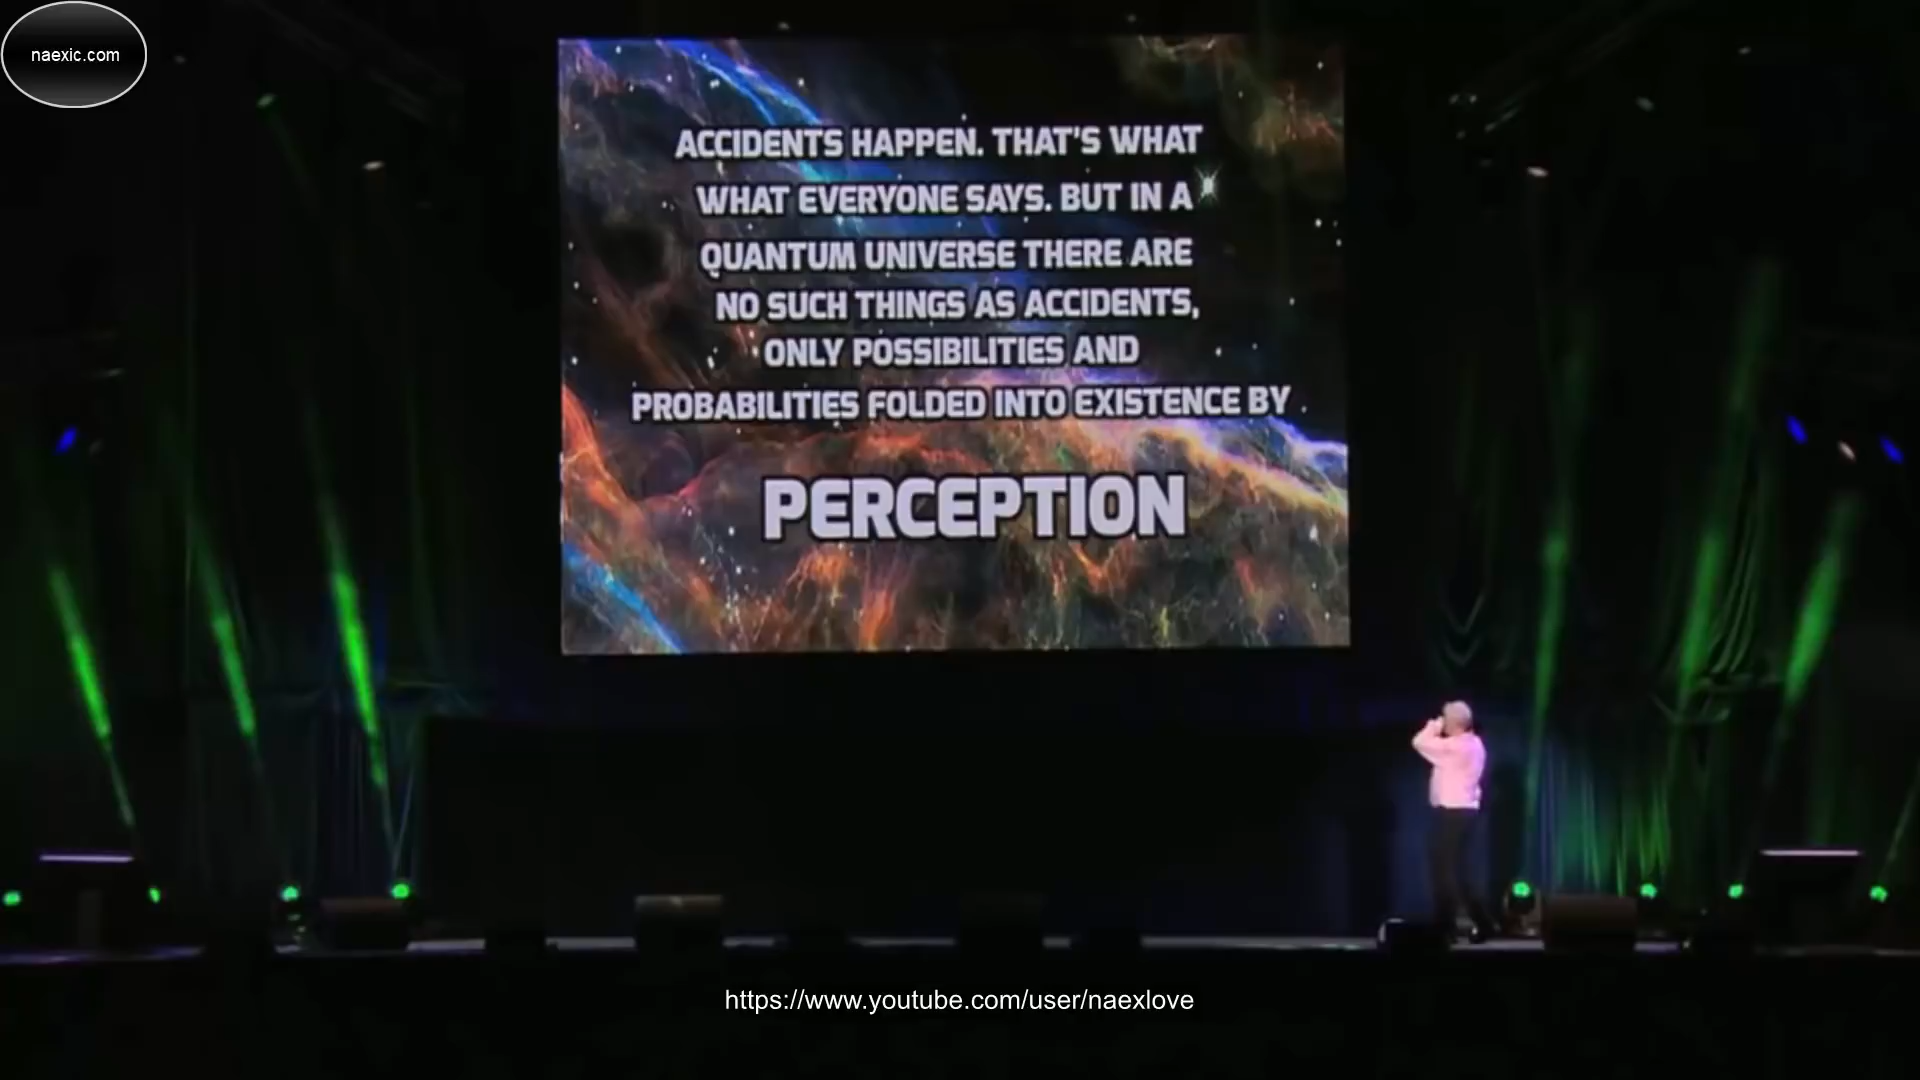 naexic.com
ACCIDENTS HAPPEN. THAT'S WHAT
WHAT EVERYONE SAYS. BUT IN A
QUANTUM UNIVERSE THERE ARE
NO SUCH THINGS AS ACCIDENTS,
ONLY POSSIBILITIES AND
PROBABILITIES FOLDED INTO EXISTENCE BY
PERCEPTION
https://www.youtube.com/user/naexlove